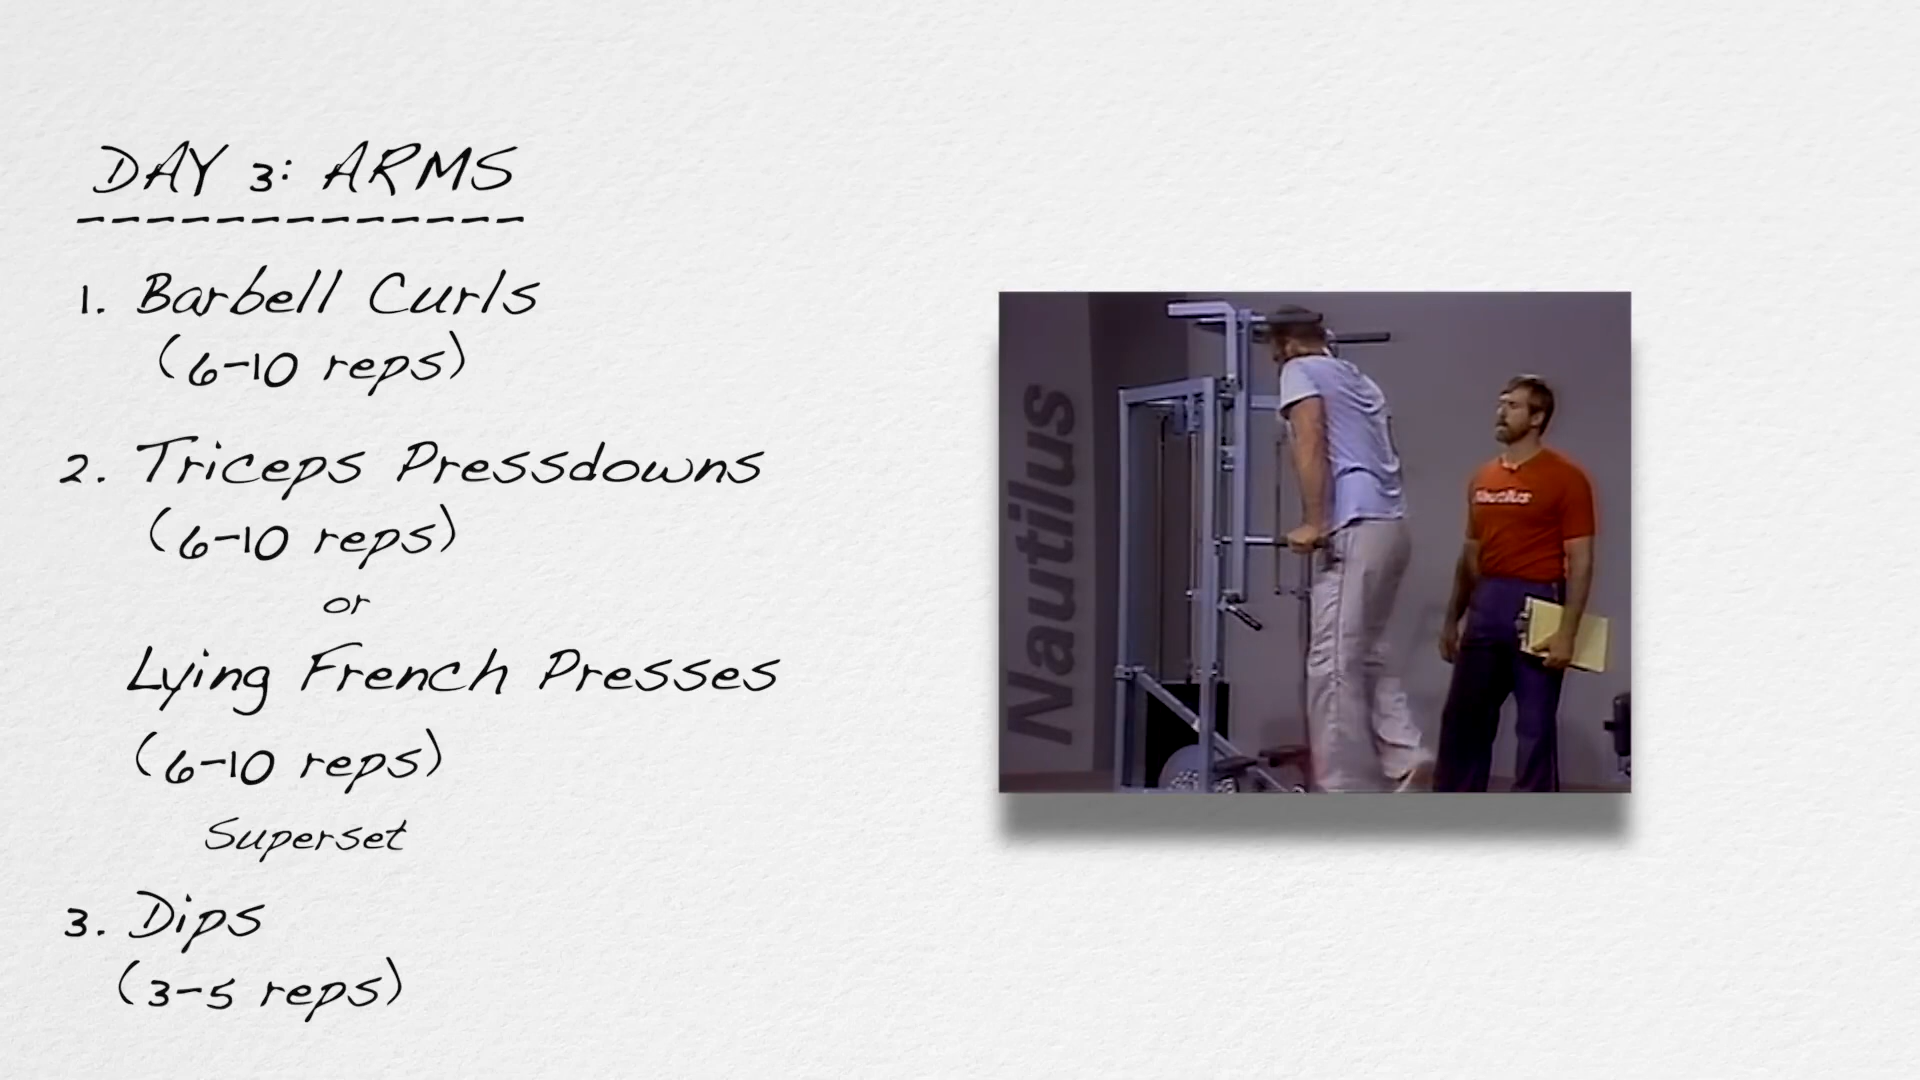 DAY 3: ARMS
-------------
1. Barbell Curls
(6-10 reps)
2. Triceps Pressdowns
(6-10 reps)
or
Lying French Presses
(6-10 reps)
Superset
3. Dips
(3-5 reps)
Nautilus
Nautilus